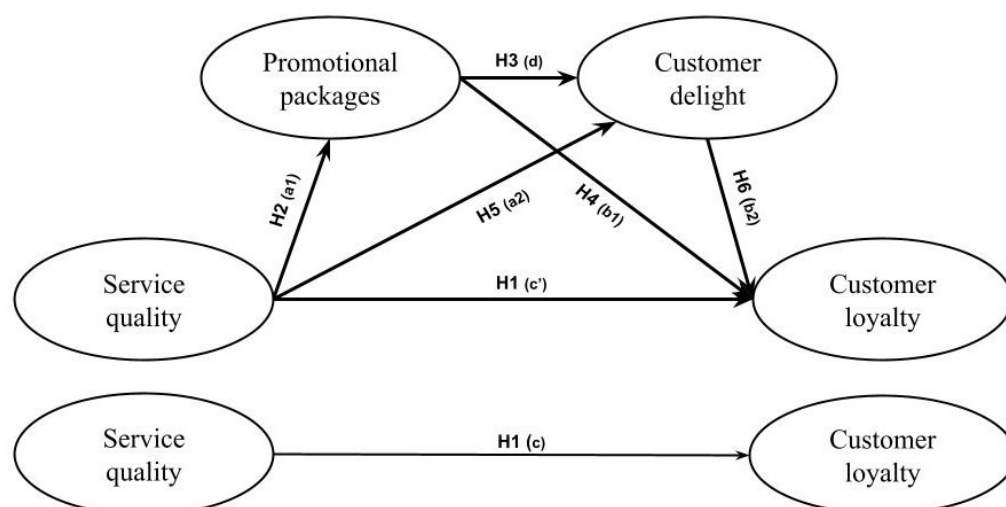 Promotional
packages
H3 (d)
Customer
delight
H2 (a1)
H5 (a2)
H4 (b1)
H6 (b2)
Service
quality
H1 (c')
Customer
loyalty
Service
quality
H1 (c)
Customer
loyalty